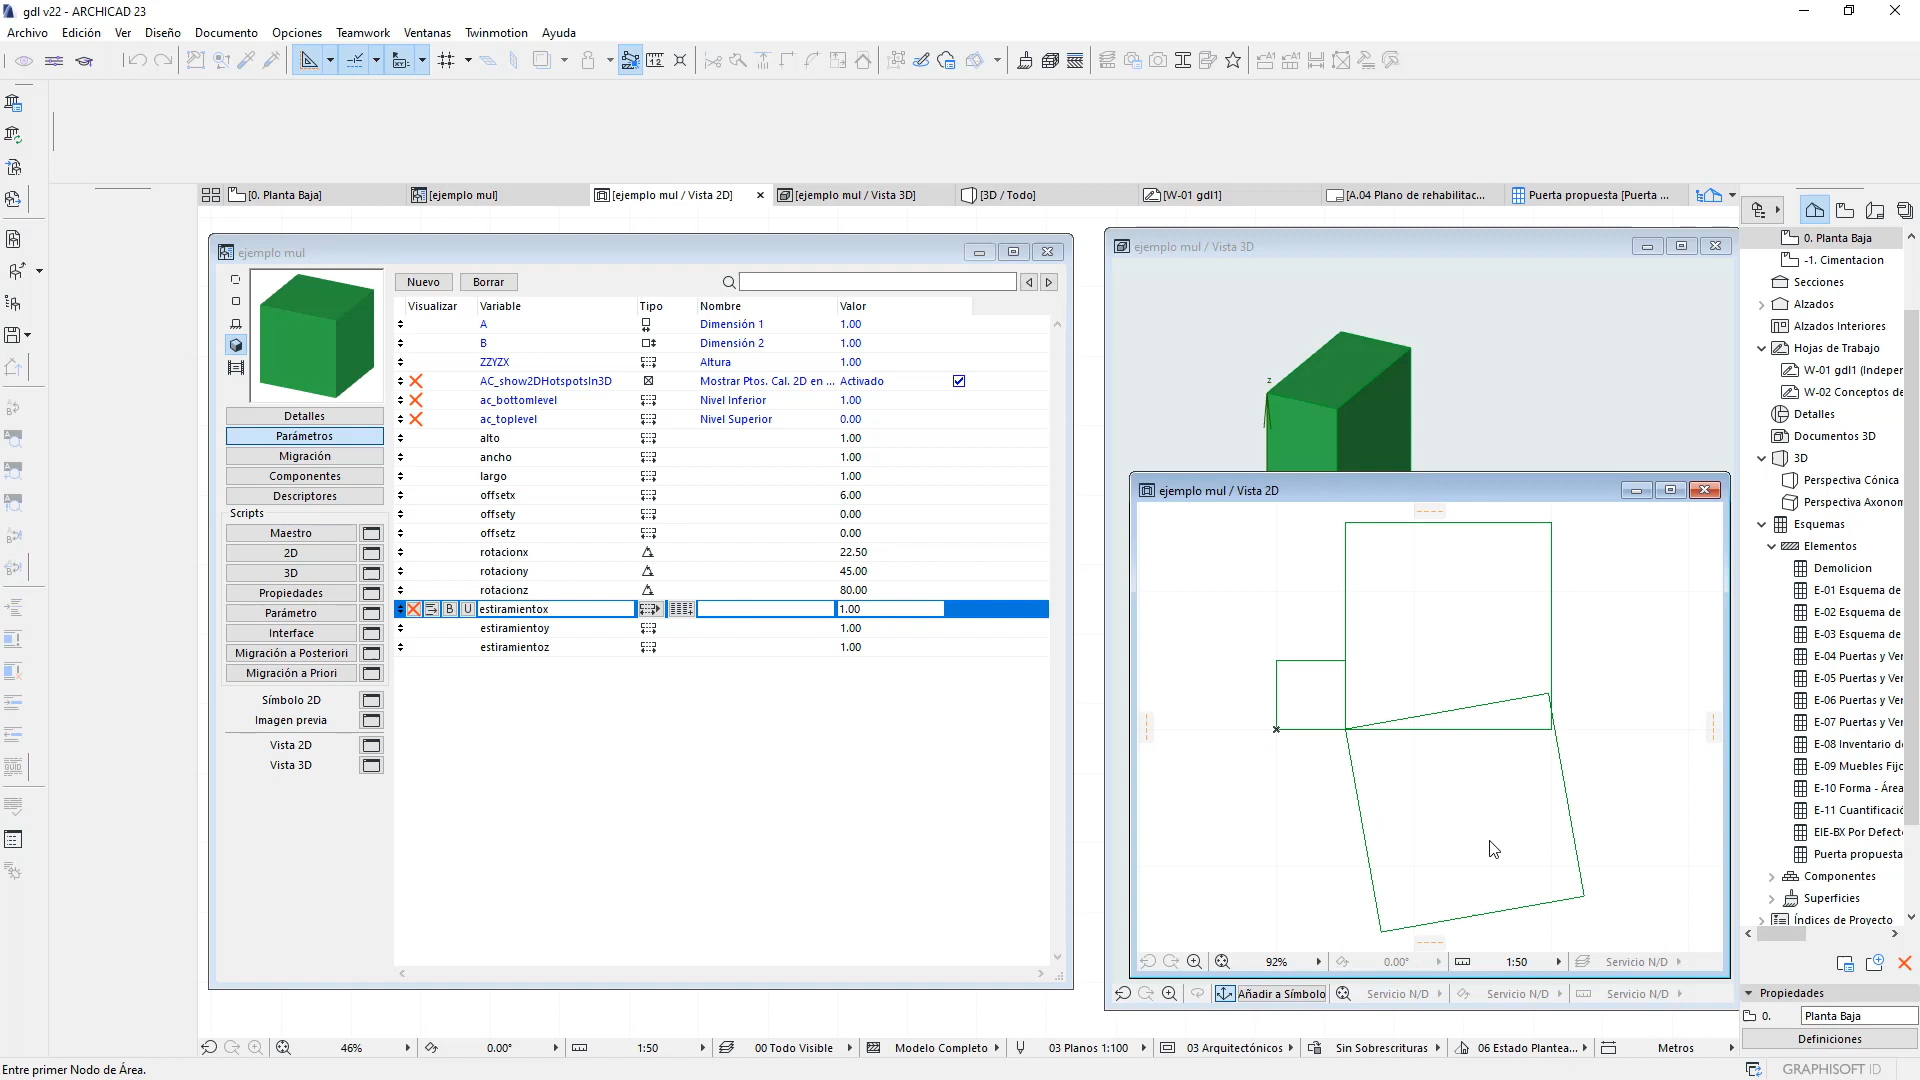 gdl v22 - ARCHICAD 23
Archivo Edición Ver Diseño Documento Opciones Teamwork Ventanas Twinmotion Ayuda
[0. Planta Baja] [ejemplo mul] [ejemplo mul / Vista 2D] [ejemplo mul / Vista 3D] [3D / Todo] [W-01 gdl1] [A.04 Plano de rehabilitac... Puerta propuesta [Puerta ...
ejemplo mul
Nuevo Borrar
Visualizar Variable Tipo Nombre Valor
A Dimensión 1 1.00
B Dimensión 2 1.00
ZZYZX Altura 1.00
AC_show2DHotspotsIn3D Mostrar Ptos. Cal. 2D en ... Activado
ac_bottomlevel Nivel Inferior 1.00
ac_toplevel Nivel Superior 0.00
alto 1.00
ancho 1.00
largo 1.00
offsetx 6.00
offsety 0.00
offsetz 0.00
rotacionx 22.50
rotaciony 45.00
rotacionz 80.00
B U estiramientox 1.00
estiramientoy 1.00
estiramientoz 1.00
Detalles
Parámetros
Migración
Componentes
Descriptores
Scripts
Maestro
2D
3D
Propiedades
Parámetro
Interface
Migración a Posteriori
Migración a Priori
Símbolo 2D
Imagen previa
Vista 2D
Vista 3D
ejemplo mul / Vista 3D
z
ejemplo mul / Vista 2D
92% 0.00° 1:50 Servicio N/D
Añadir a Símbolo Servicio N/D Servicio N/D Servicio N/D
0. Planta Baja
-1. Cimentacion
Secciones
Alzados
Alzados Interiores
Hojas de Trabajo
W-01 gdl1 (Indeper
W-02 Conceptos de
Detalles
Documentos 3D
3D
Perspectiva Cónica
Perspectiva Axonom
Esquemas
Elementos
Demolicion
E-01 Esquema de
E-02 Esquema de
E-03 Esquema de
E-04 Puertas y Ver
E-05 Puertas y Ver
E-06 Puertas y Ver
E-07 Puertas y Ver
E-08 Inventario d
E-09 Muebles Fijo
E-10 Forma - Área
E-11 Cuantificació
EIE-BX Por Defecto
Puerta propuesta
Componentes
Superficies
Índices de Proyecto
Propiedades
0. Planta Baja
Definiciones
46% 0.00° 1:50 00 Todo Visible Modelo Completo 03 Planos 1:100 03 Arquitectónicos Sin Sobrescrituras 06 Estado Plantea... Metros
Entre primer Nodo de Área.
GRAPHISOFT ID